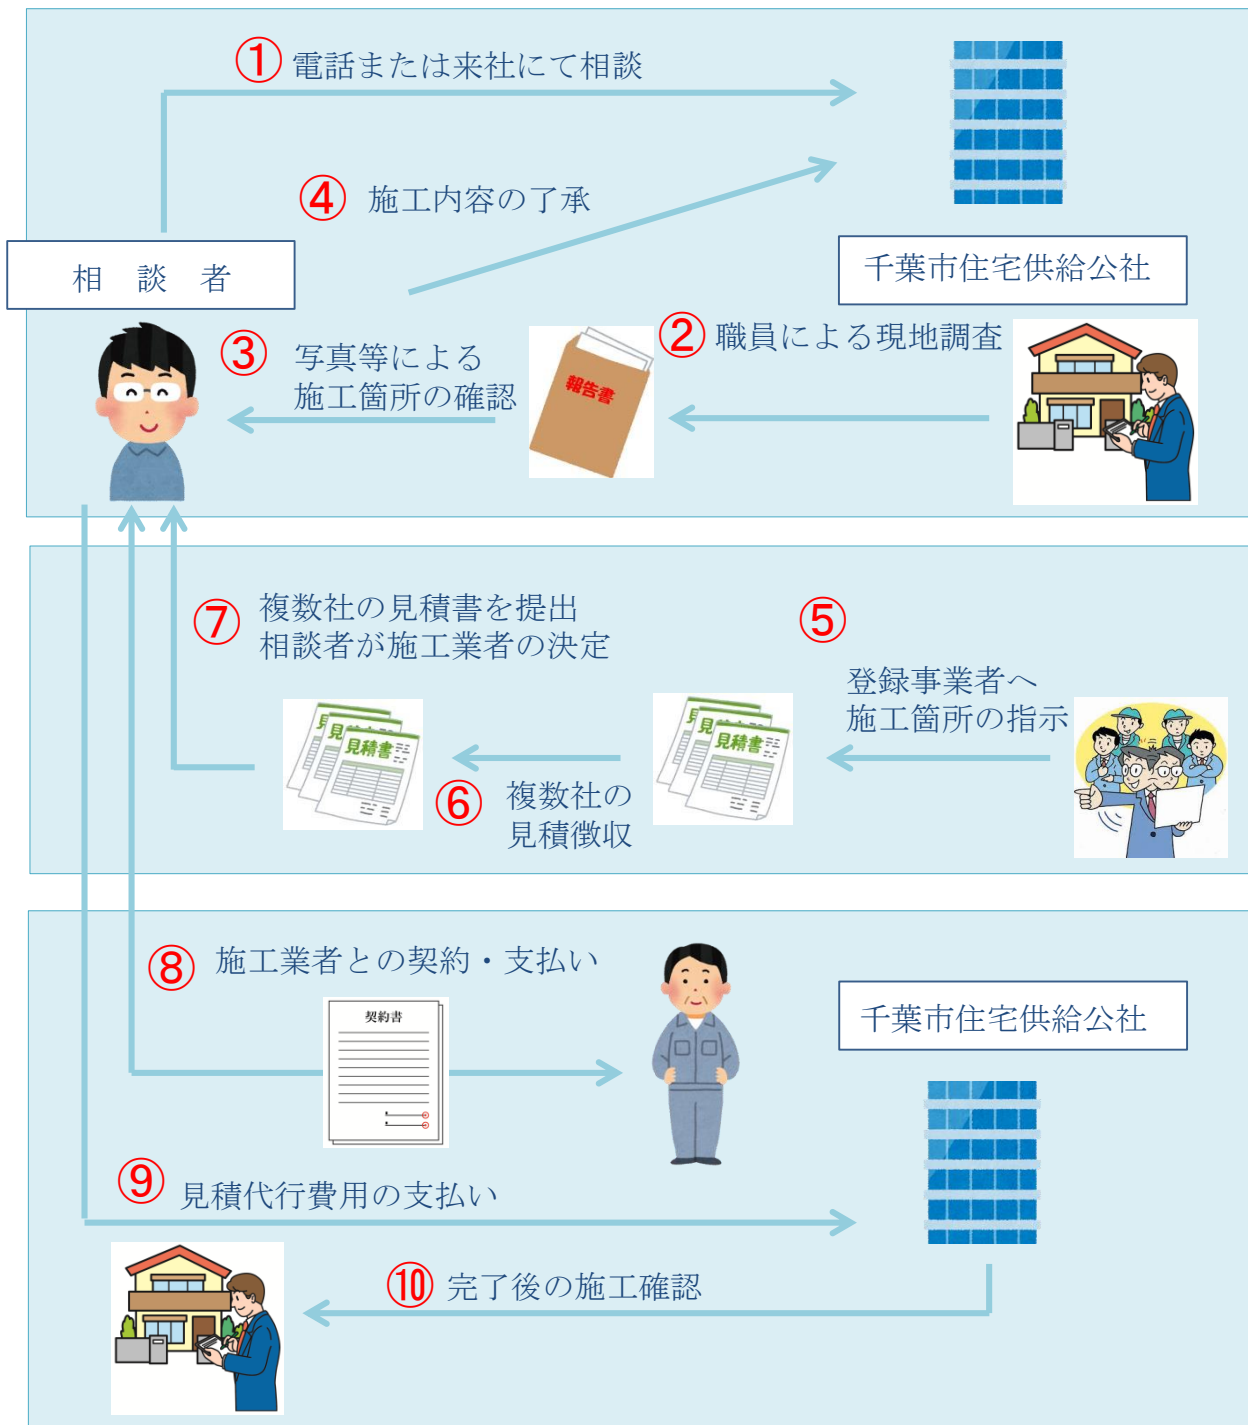 ① 電話または来社にて相談
④ 施工内容の了承
相 談 者
千葉市住宅供給公社
② 職員による現地調査
③ 写真等による
施工箇所の確認
報告書
⑦ 複数社の見積書を提出
相談者が施工業者の決定
⑤
登録事業者へ
施工箇所の指示
見積書
見積書
⑥ 複数社の
見積徴収
⑧ 施工業者との契約・支払い
契約書
千葉市住宅供給公社
⑨ 見積代行費用の支払い
⑩ 完了後の施工確認